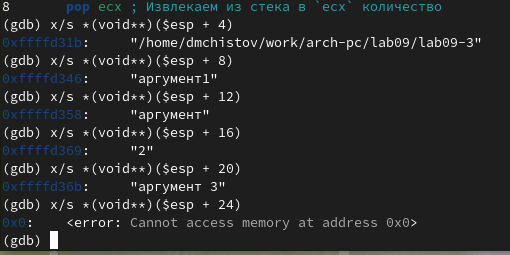 8 pop ecx ; Извлекаем из стека в `ecx` количество
(gdb) x/s *(void**)($esp + 4)
0xffffd31b: "/home/dmchistov/work/arch-pc/lab09/lab09-3"
(gdb) x/s *(void**)($esp + 8)
0xffffd346: "аргумент1"
(gdb) x/s *(void**)($esp + 12)
0xffffd358: "аргумент"
(gdb) x/s *(void**)($esp + 16)
0xffffd369: "2"
(gdb) x/s *(void**)($esp + 20)
0xffffd36b: "аргумент 3"
(gdb) x/s *(void**)($esp + 24)
0x0: <error: Cannot access memory at address 0x0>
(gdb)